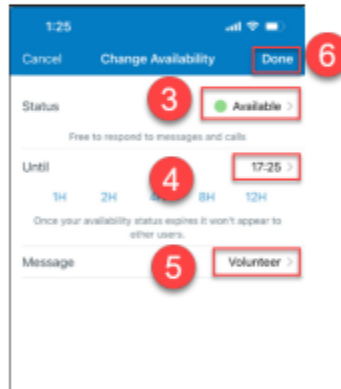 1:25
Cancel Change Availability Done 6
Status 3 Available >
Free to respond to messages and calls
Until 17:25 >
4
1H 2H 8H 12H
Once your availability status expires it won't appear to
other users.
Message 5 Volunteer >